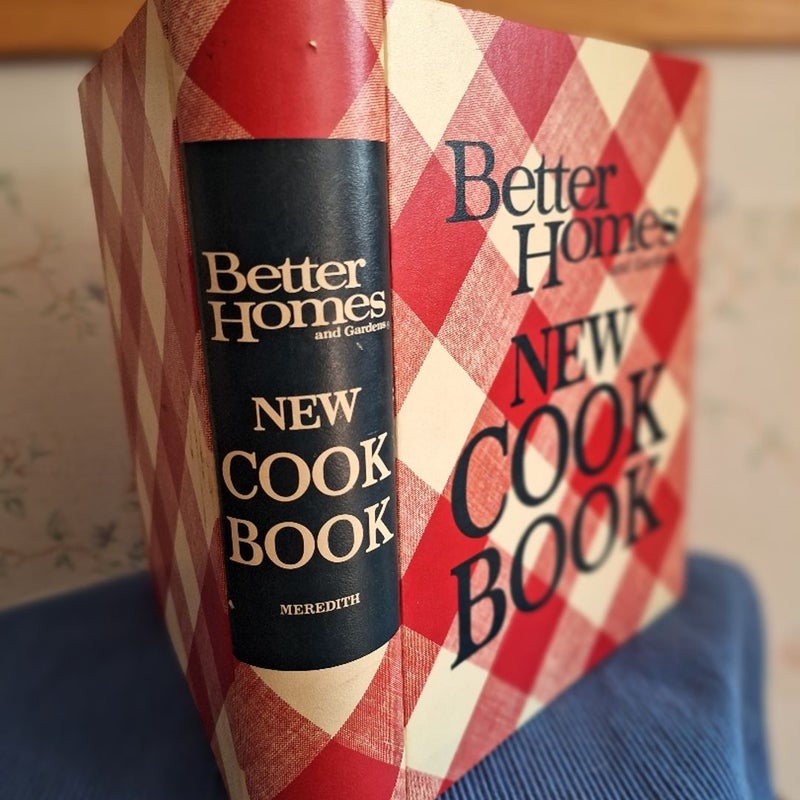 Better
Homes
and Gardens®
NEW
COOK
BOOK
MEREDITH
Better
Homes
and Gardens
NEW
COOK
BOOK